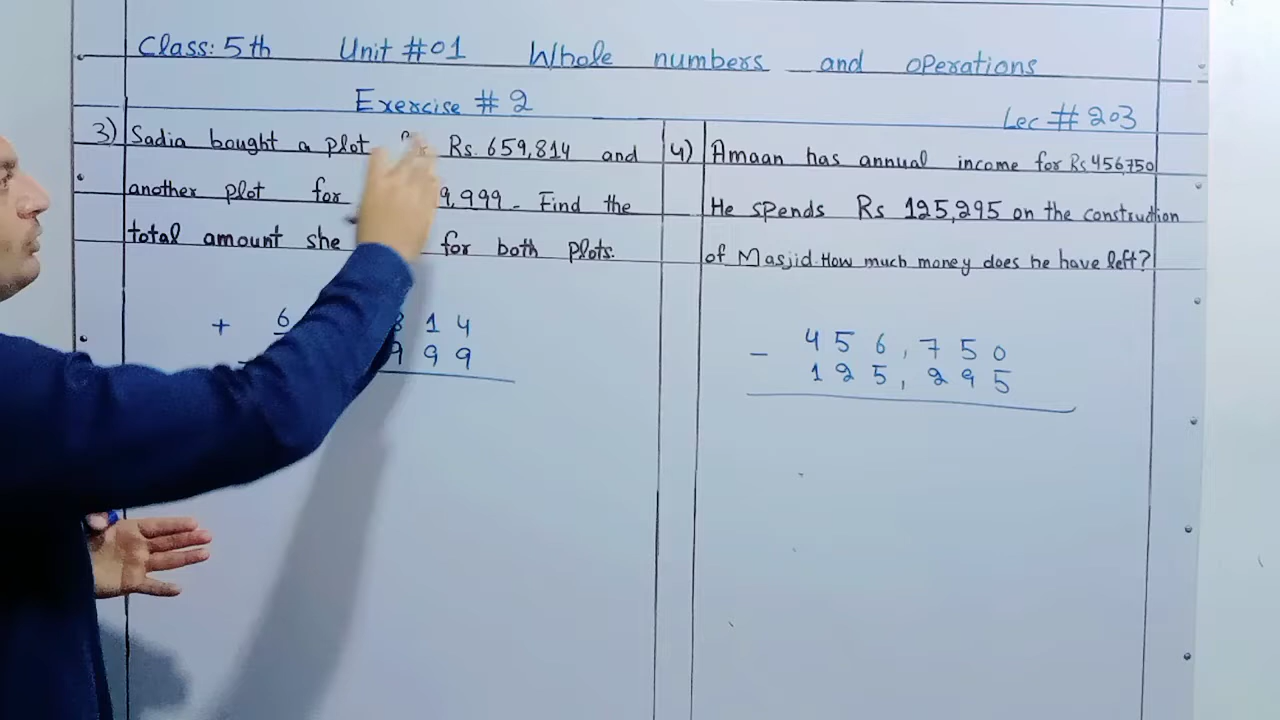 Class: 5th Unit #01 Whole numbers and operations
Exercise # 2
Lec # 203
3) Sadia bought a plot Rs. 659,814 and
another plot for 9,999. Find the
total amount she for both plots.
+ 6 8 1 4
9 9 9
4) Amaan has annual income for Rs 456,750
He spends Rs 125,295 on the construction
of Masjid. How much money does he have left?
- 4 5 6 , 7 5 0
1 2 5 , 2 9 5